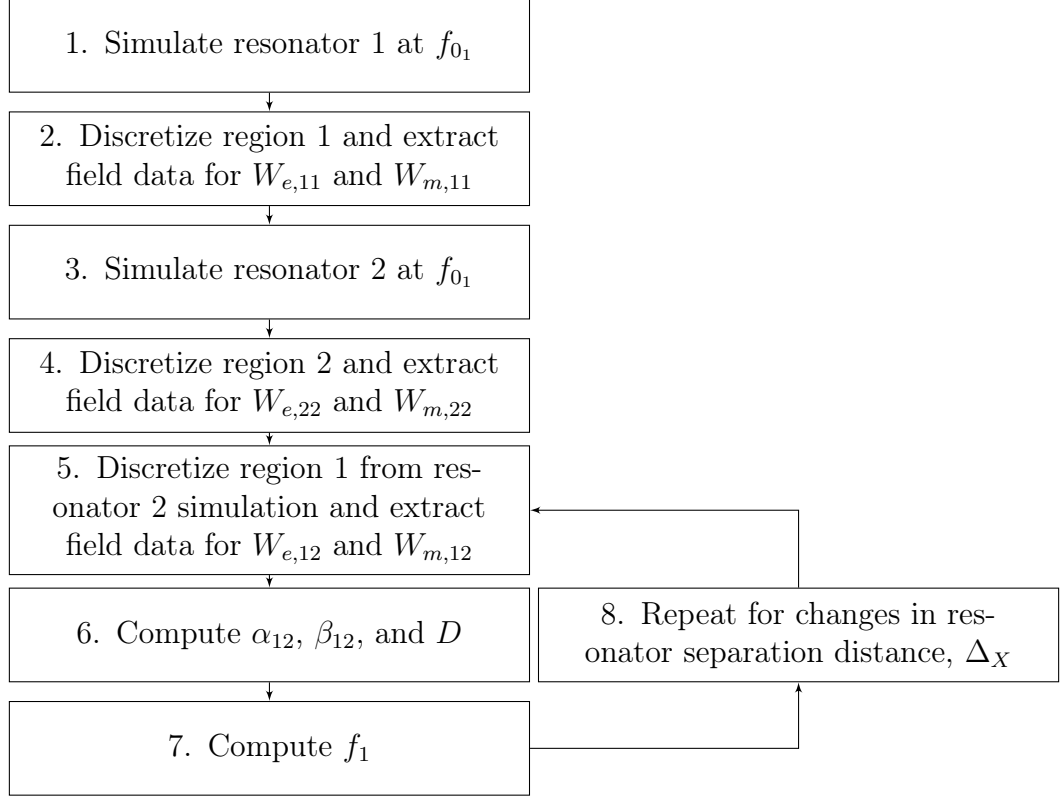 1. Simulate resonator 1 at $f_{0_1}$
2. Discretize region 1 and extract
field data for $W_{e,11}$ and $W_{m,11}$
3. Simulate resonator 2 at $f_{0_1}$
4. Discretize region 2 and extract
field data for $W_{e,22}$ and $W_{m,22}$
5. Discretize region 1 from res-
onator 2 simulation and extract
field data for $W_{e,12}$ and $W_{m,12}$
6. Compute $\alpha_{12}$, $\beta_{12}$, and $D$
7. Compute $f_1$
8. Repeat for changes in res-
onator separation distance, $\Delta_X$